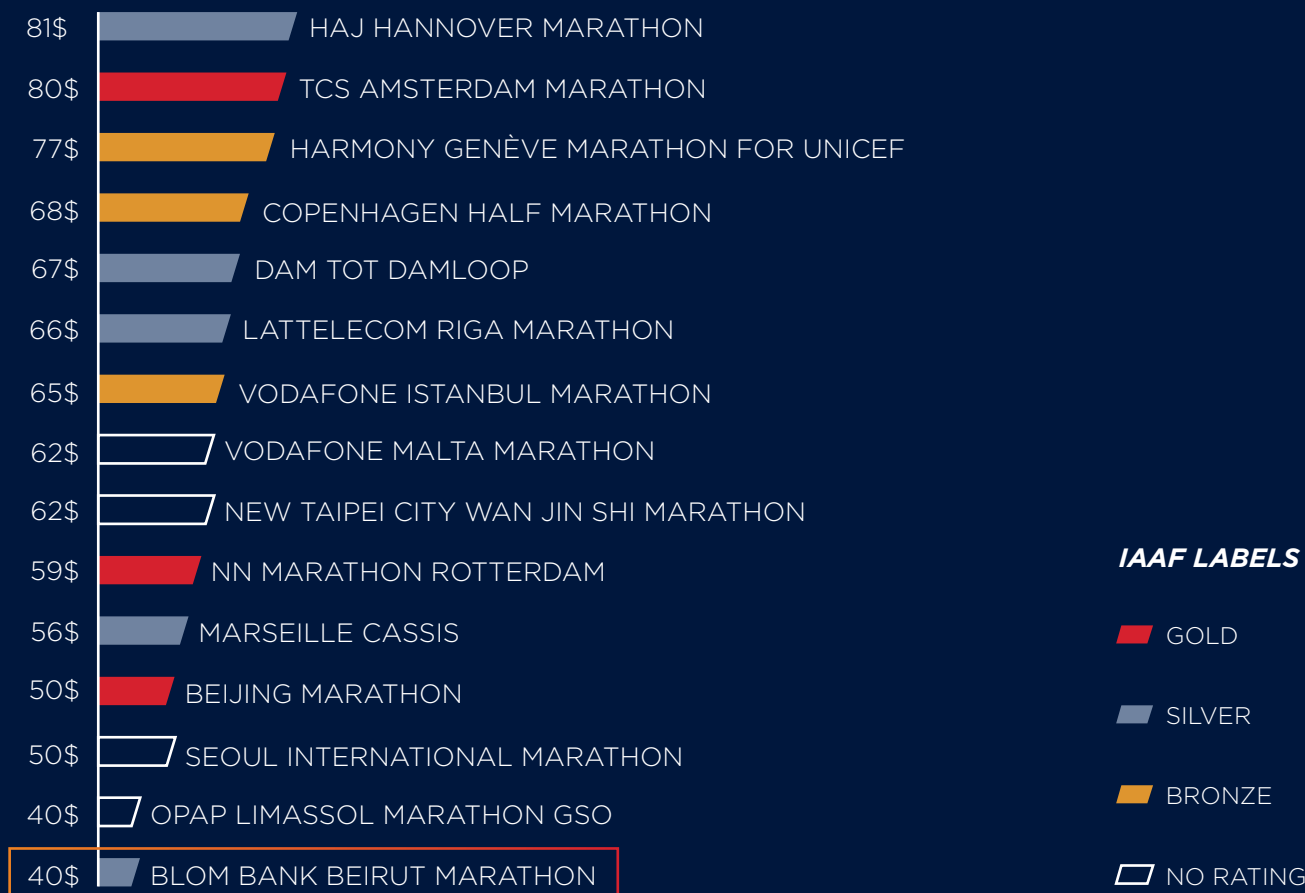 81$ HAJ HANNOVER MARATHON
80$ TCS AMSTERDAM MARATHON
77$ HARMONY GENÈVE MARATHON FOR UNICEF
68$ COPENHAGEN HALF MARATHON
67$ DAM TOT DAMLOOP
66$ LATTELECOM RIGA MARATHON
65$ VODAFONE ISTANBUL MARATHON
62$ VODAFONE MALTA MARATHON
62$ NEW TAIPEI CITY WAN JIN SHI MARATHON
59$ NN MARATHON ROTTERDAM
56$ MARSEILLE CASSIS
50$ BEIJING MARATHON
50$ SEOUL INTERNATIONAL MARATHON
40$ OPAP LIMASSOL MARATHON GSO
40$ BLOM BANK BEIRUT MARATHON
IAAF LABELS
GOLD
SILVER
BRONZE
NO RATING